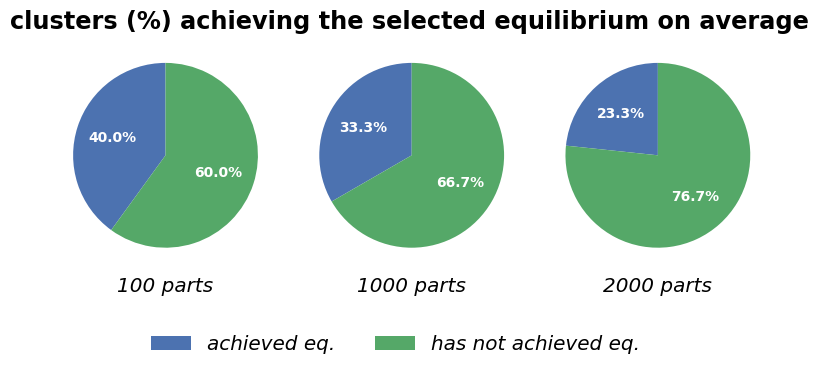 clusters (%) achieving the selected equilibrium on average
40.0%
60.0%
33.3%
66.7%
23.3%
76.7%
100 parts
1000 parts
2000 parts
achieved eq.
has not achieved eq.